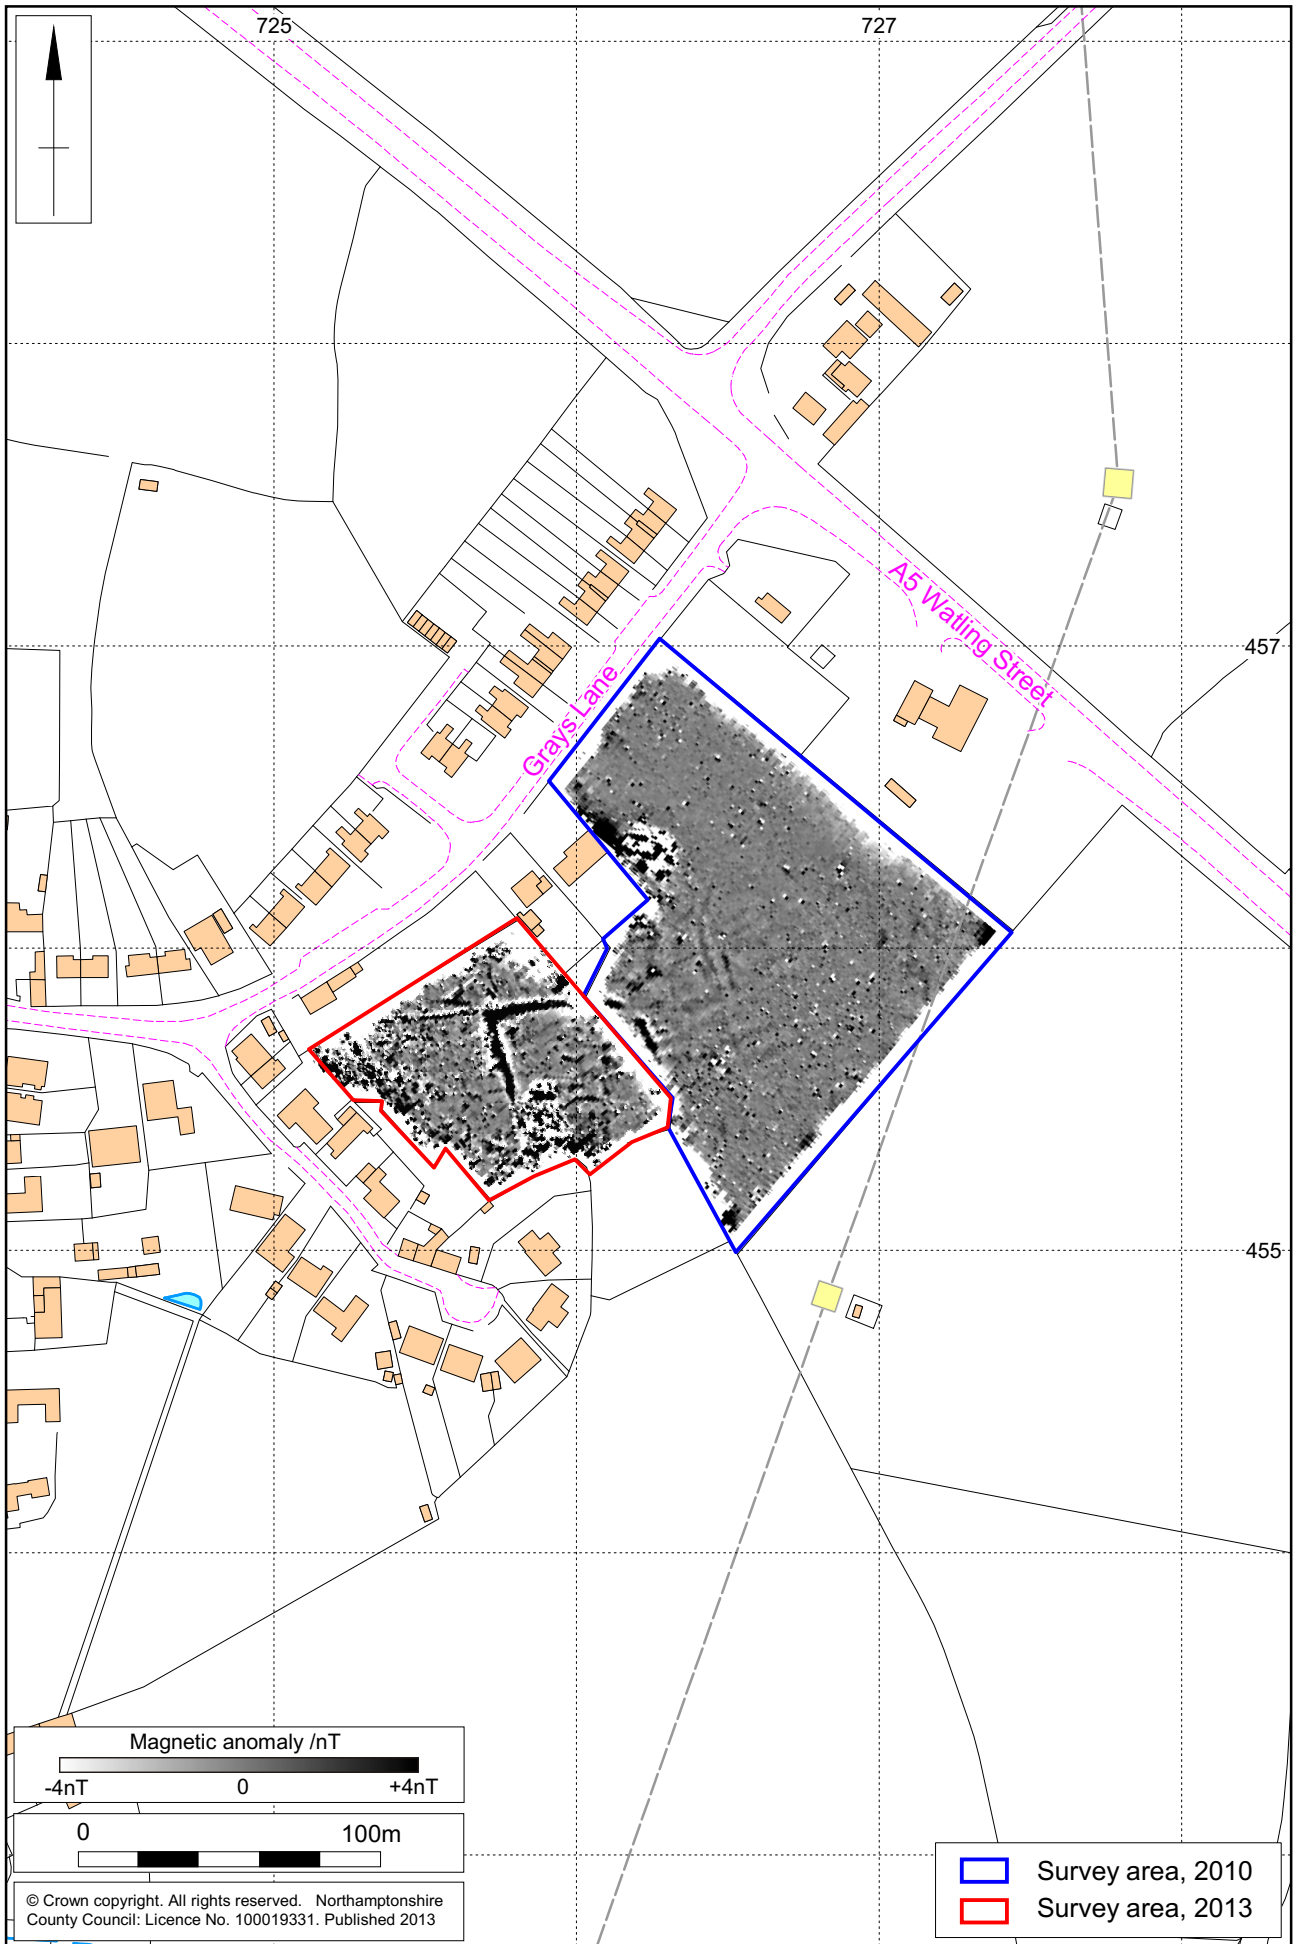 725
727
A5 Watling Street
457
Grays Lane
455
Magnetic anomaly /nT
-4nT
0
+4nT
0
100m
© Crown copyright. All rights reserved. Northamptonshire
County Council: Licence No. 100019331. Published 2013
Survey area, 2010
Survey area, 2013